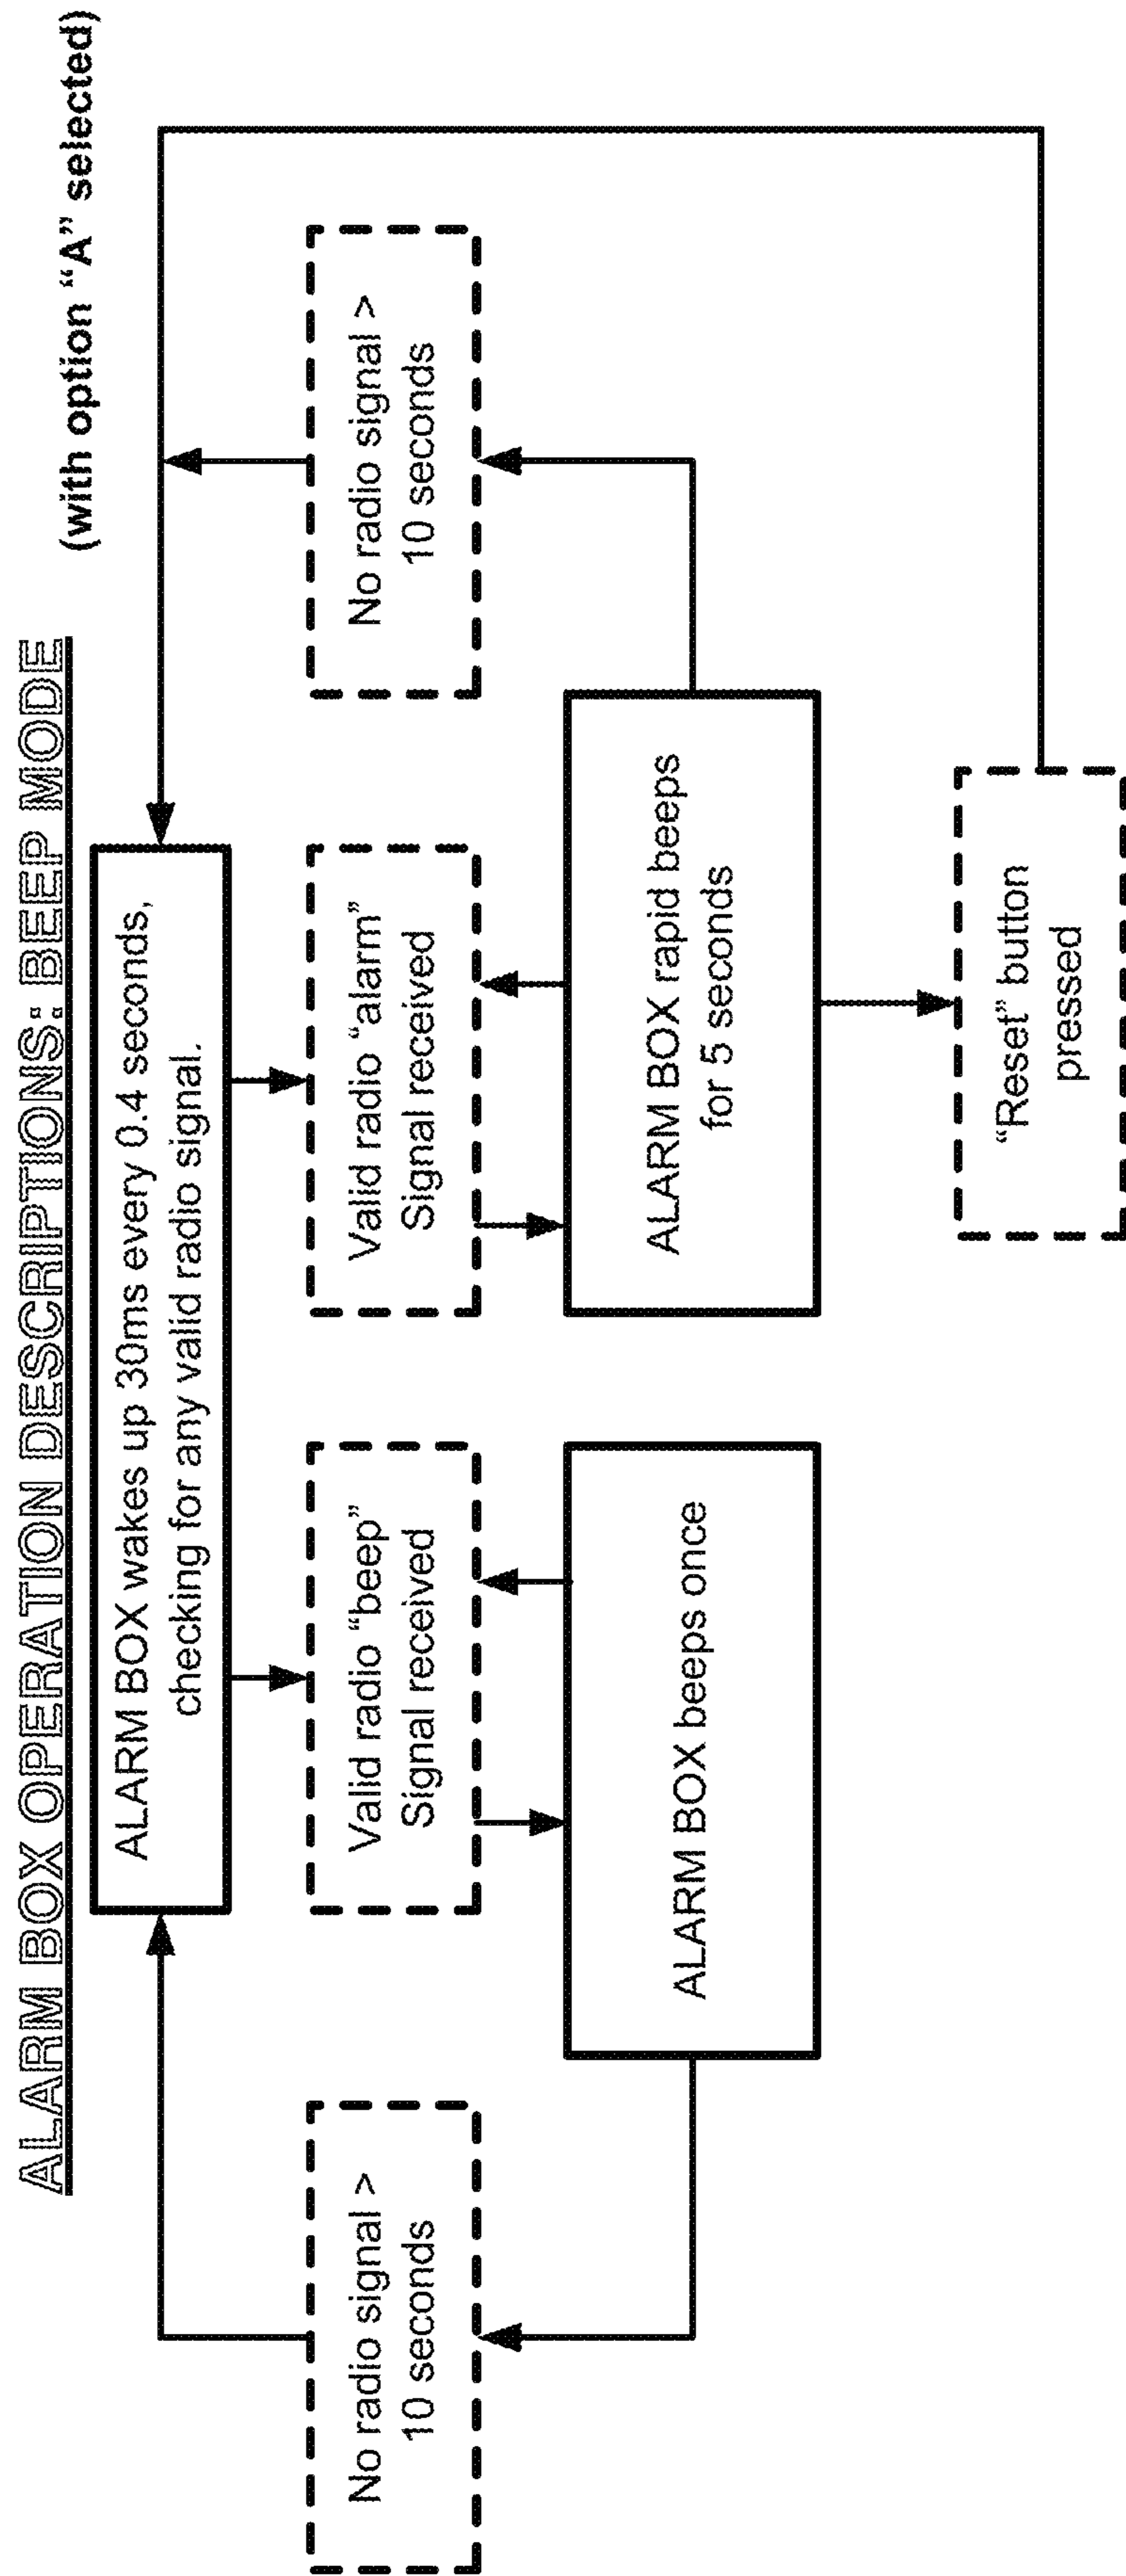 ALARM BOX OPERATION DESCRIPTIONS: BEEP MODE
(with option “A” selected)
ALARM BOX wakes up 30ms every 0.4 seconds,
checking for any valid radio signal.
No radio signal >
10 seconds
Valid radio “beep”
Signal received
Valid radio “alarm”
Signal received
No radio signal >
10 seconds
ALARM BOX beeps once
ALARM BOX rapid beeps
for 5 seconds
“Reset” button
pressed